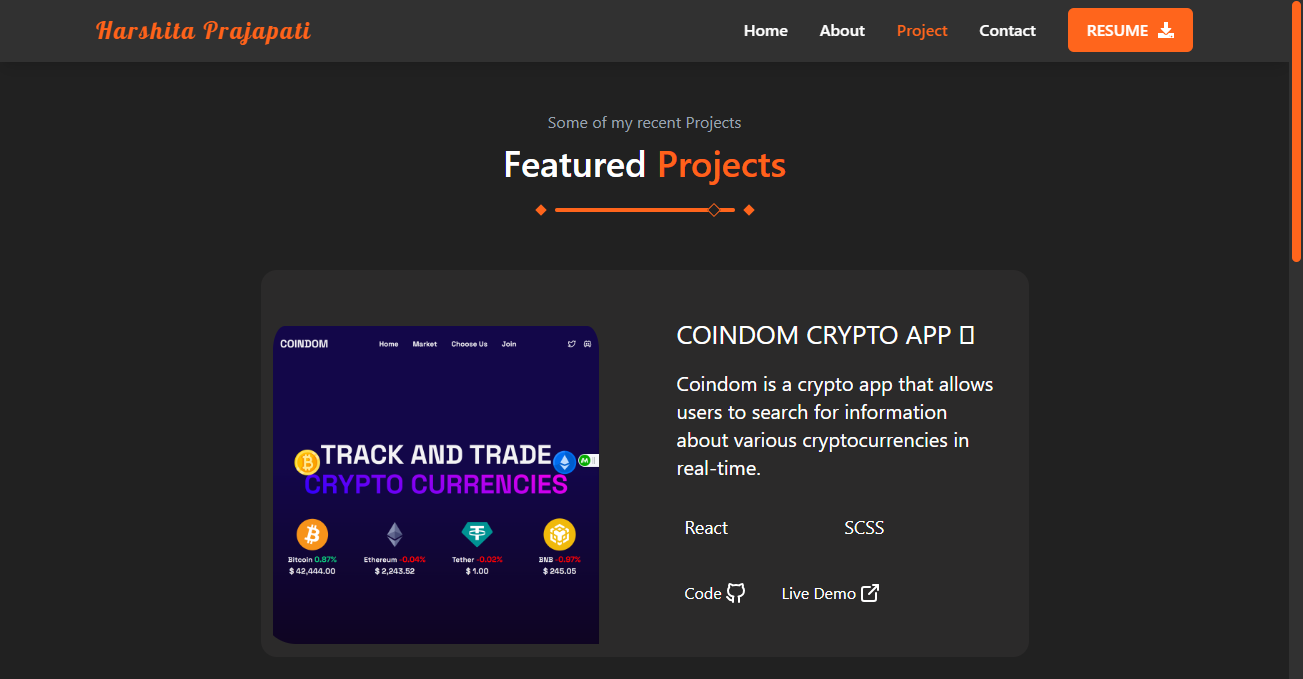 Harshita Prajapati
Home About Project Contact RESUME
Some of my recent Projects
Featured Projects
COINDOM CRYPTO APP
Coindom is a crypto app that allows
users to search for information
about various cryptocurrencies in
real-time.
React SCSS
Code Live Demo
COINDOM Home Market Choose Us Join
TRACK AND TRADE
CRYPTO CURRENCIES
Bitcoin 0.87% Ethereum -0.04% Tether -0.02% BNB -0.97%
$ 42,444.00 $ 2,243.52 $ 1.00 $ 245.05